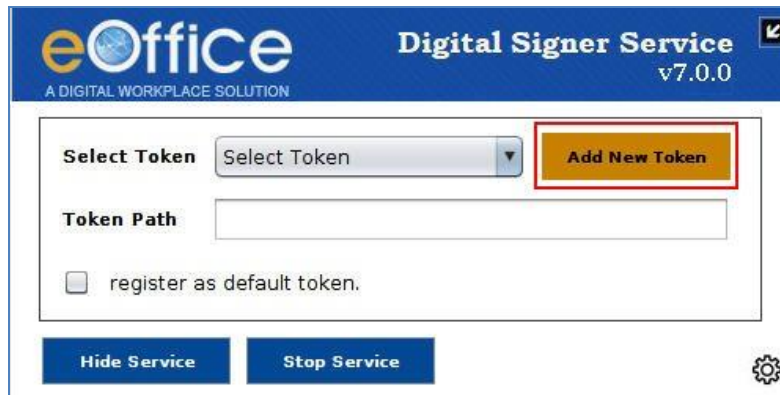 eOffice
A DIGITAL WORKPLACE SOLUTION
Digital Signer Service
v7.0.0
Select Token Select Token Add New Token
Token Path
register as default token.
Hide Service Stop Service